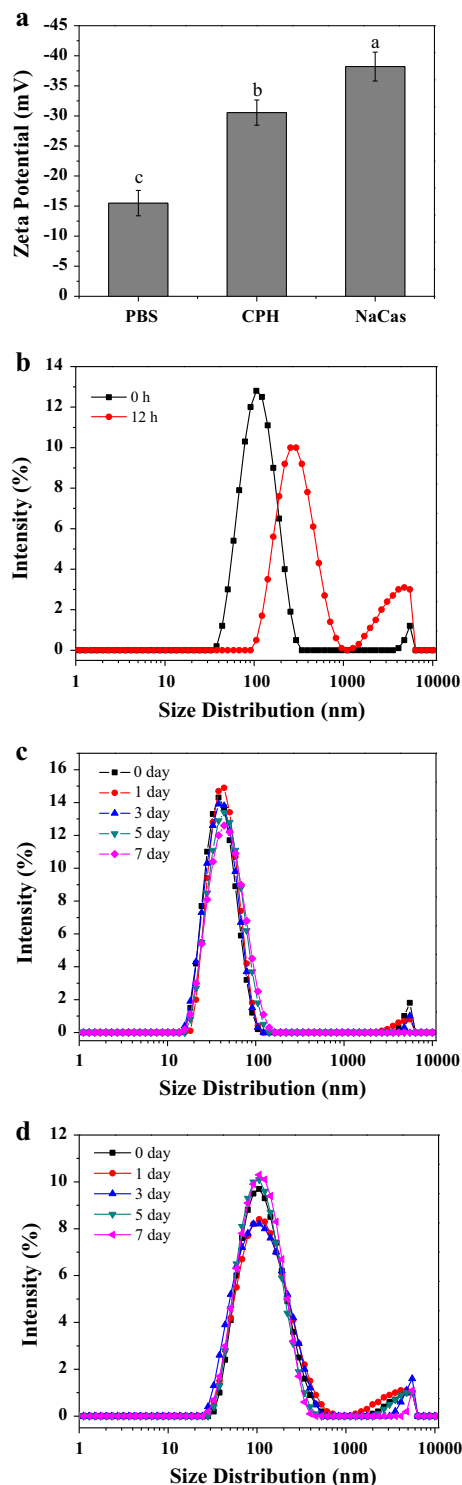 a
-45
-40
-35
-30
-25
-20
-15
-10
-5
0
Zeta Potential (mV)
c
b
a
PBS
CPH
NaCas
b
14
12
10
8
6
4
2
0
Intensity (%)
0 h
12 h
1
10
100
1000
10000
Size Distribution (nm)
c
16
14
12
10
8
6
4
2
0
Intensity (%)
0 day
1 day
3 day
5 day
7 day
1
10
100
1000
10000
Size Distribution (nm)
d
12
10
8
6
4
2
0
Intensity (%)
0 day
1 day
3 day
5 day
7 day
1
10
100
1000
10000
Size Distribution (nm)